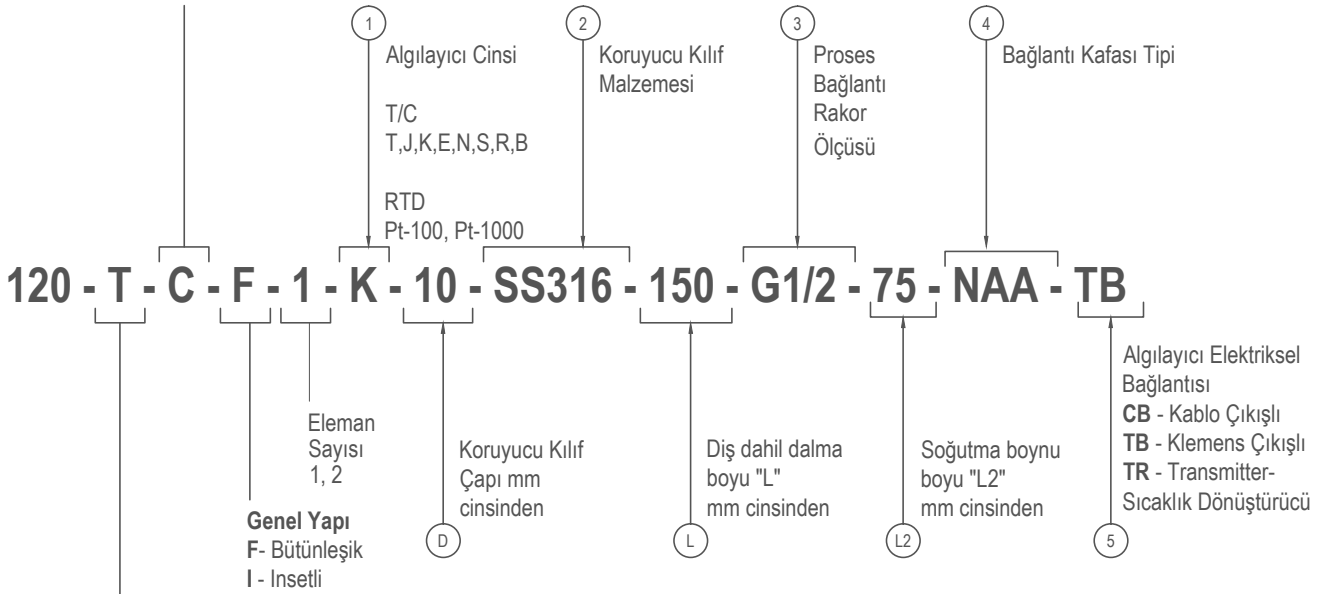 1
Algılayıcı Cinsi
T/C
T,J,K,E,N,S,R,B
RTD
Pt-100, Pt-1000
2
Koruyucu Kılıf
Malzemesi
3
Proses
Bağlantı
Rakor
Ölçüsü
4
Bağlantı Kafası Tipi
120 - T - C - F - 1 - K - 10 - SS316 - 150 - G1/2 - 75 - NAA - TB
Genel Yapı
F- Bütünleşik
I - Insetli
Eleman
Sayısı
1, 2
Koruyucu Kılıf
Çapı mm
cinsinden
D
Diş dahil dalma
boyu "L"
mm cinsinden
L
Soğutma boynu
boyu "L2"
mm cinsinden
L2
Algılayıcı Elektriksel
Bağlantısı
CB - Kablo Çıkışlı
TB - Klemens Çıkışlı
TR - Transmitter-
Sıcaklık Dönüştürücü
5